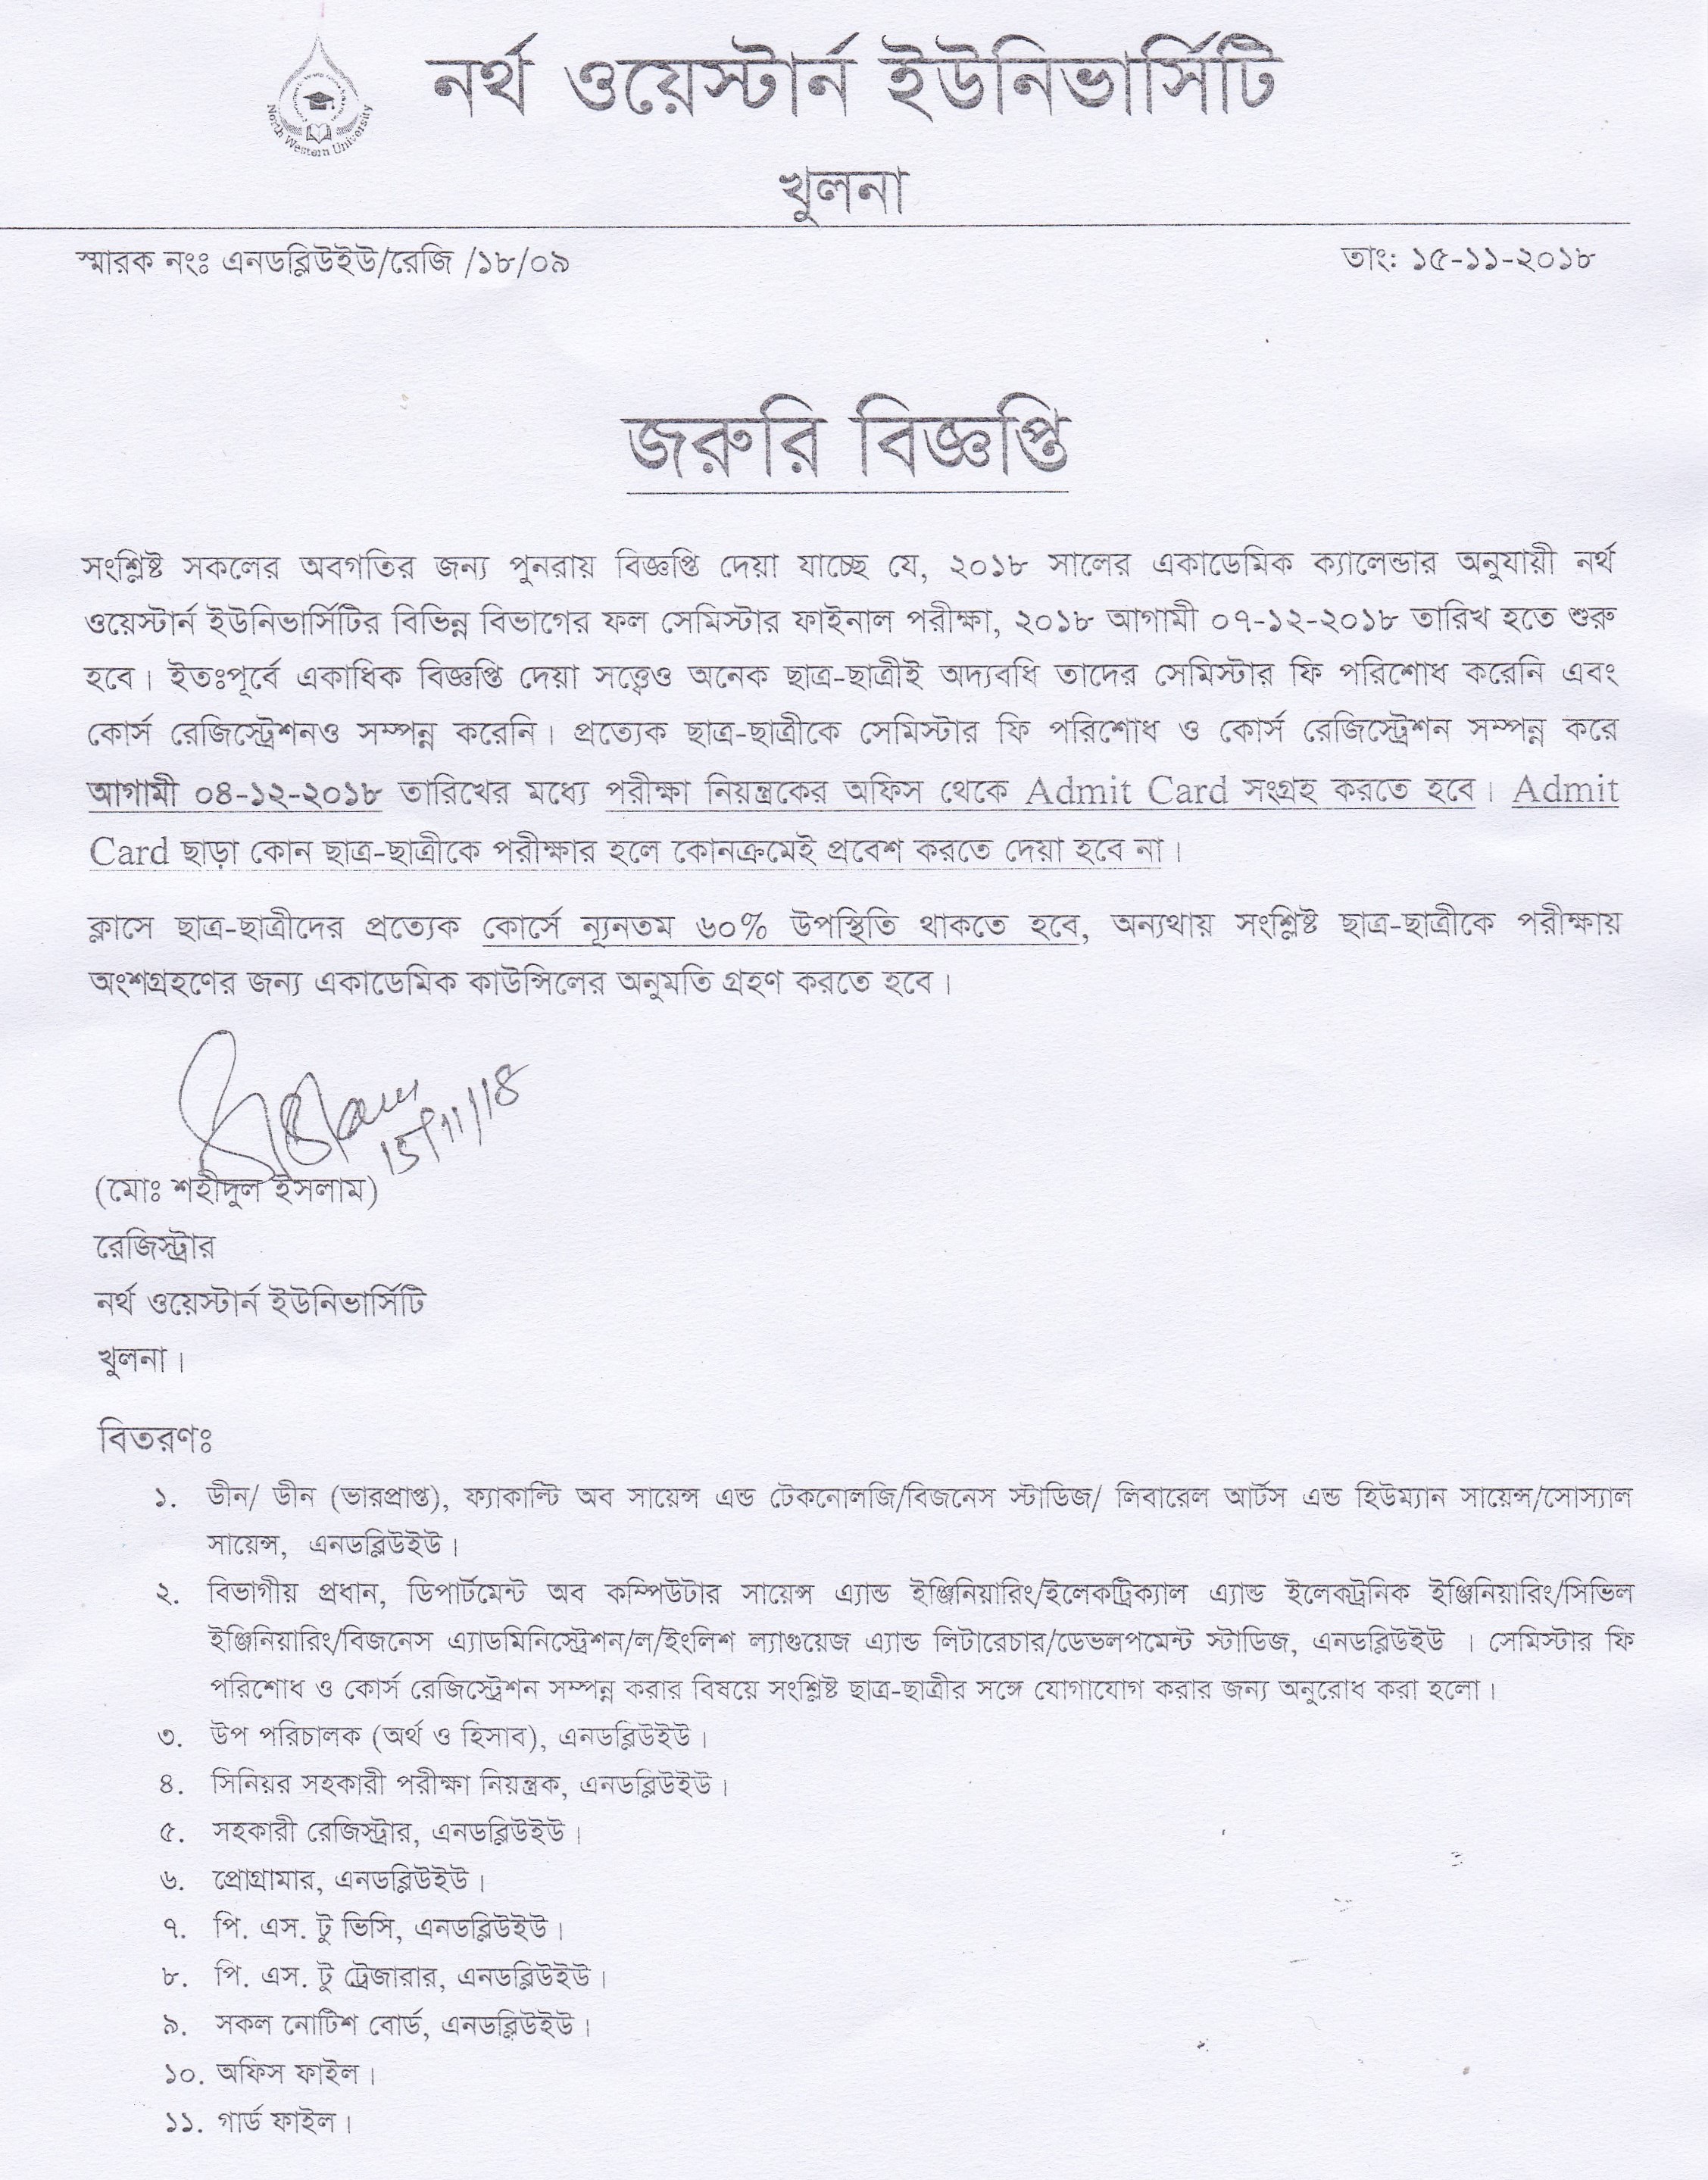 নর্থ ওয়েস্টার্ন ইউনিভার্সিটি
North Western University
খুলনা
স্মারক নংঃ এনডব্লিউইউ/রেজি /১৮/০৯ তাং: ১৫-১১-২০১৮
জরুরি বিজ্ঞপ্তি
সংশ্লিষ্ট সকলের অবগতির জন্য পুনরায় বিজ্ঞপ্তি দেয়া যাচ্ছে যে, ২০১৮ সালের একাডেমিক ক্যালেন্ডার অনুযায়ী নর্থ
ওয়েস্টার্ন ইউনিভার্সিটির বিভিন্ন বিভাগের ফল সেমিস্টার ফাইনাল পরীক্ষা, ২০১৮ আগামী ০৭-১২-২০১৮ তারিখ হতে শুরু
হবে। ইতঃপূর্বে একাধিক বিজ্ঞপ্তি দেয়া সত্ত্বেও অনেক ছাত্র-ছাত্রীই অদ্যবধি তাদের সেমিস্টার ফি পরিশোধ করেনি এবং
কোর্স রেজিস্ট্রেশনও সম্পন্ন করেনি। প্রত্যেক ছাত্র-ছাত্রীকে সেমিস্টার ফি পরিশোধ ও কোর্স রেজিস্ট্রেশন সম্পন্ন করে
আগামী ০৪-১২-২০১৮ তারিখের মধ্যে পরীক্ষা নিয়ন্ত্রকের অফিস থেকে Admit Card সংগ্রহ করতে হবে। Admit
Card ছাড়া কোন ছাত্র-ছাত্রীকে পরীক্ষার হলে কোনক্রমেই প্রবেশ করতে দেয়া হবে না।
ক্লাসে ছাত্র-ছাত্রীদের প্রত্যেক কোর্সে ন্যূনতম ৬০% উপস্থিতি থাকতে হবে, অন্যথায় সংশ্লিষ্ট ছাত্র-ছাত্রীকে পরীক্ষায়
অংশগ্রহণের জন্য একাডেমিক কাউন্সিলের অনুমতি গ্রহণ করতে হবে।
15/11/18
(মোঃ শহীদুল ইসলাম)
রেজিস্ট্রার
নর্থ ওয়েস্টার্ন ইউনিভার্সিটি
খুলনা।
বিতরণঃ
১. ডীন/ ডীন (ভারপ্রাপ্ত), ফ্যাকাল্টি অব সায়েন্স এন্ড টেকনোলজি/বিজনেস স্টাডিজ/ লিবারেল আর্টস এন্ড হিউম্যান সায়েন্স/সোস্যাল
সায়েন্স, এনডব্লিউইউ।
২. বিভাগীয় প্রধান, ডিপার্টমেন্ট অব কম্পিউটার সায়েন্স এ্যান্ড ইঞ্জিনিয়ারিং/ইলেকট্রিক্যাল এ্যান্ড ইলেকট্রনিক ইঞ্জিনিয়ারিং/সিভিল
ইঞ্জিনিয়ারিং/বিজনেস এ্যাডমিনিস্ট্রেশন/ল/ইংলিশ ল্যাংগুয়েজ এ্যান্ড লিটারেচার/ডেভলপমেন্ট স্টাডিজ, এনডব্লিউইউ । সেমিস্টার ফি
পরিশোধ ও কোর্স রেজিস্ট্রেশন সম্পন্ন করার বিষয়ে সংশ্লিষ্ট ছাত্র-ছাত্রীর সঙ্গে যোগাযোগ করার জন্য অনুরোধ করা হলো।
৩. উপ পরিচালক (অর্থ ও হিসাব), এনডব্লিউইউ।
৪. সিনিয়র সহকারী পরীক্ষা নিয়ন্ত্রক, এনডব্লিউইউ।
৫. সহকারী রেজিস্ট্রার, এনডব্লিউইউ।
৬. প্রোগ্রামার, এনডব্লিউইউ।
৭. পি. এস. টু ভিসি, এনডব্লিউইউ।
৮. পি. এস. টু ট্রেজারার, এনডব্লিউইউ।
৯. সকল নোটিশ বোর্ড, এনডব্লিউইউ।
১০. অফিস ফাইল।
১১. গার্ড ফাইল।